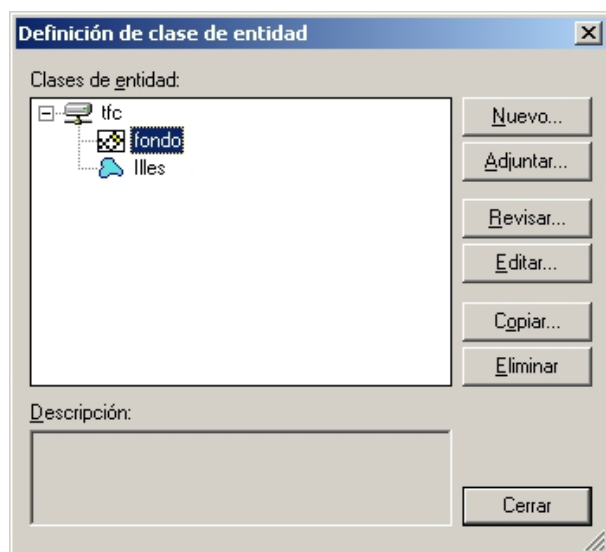 Definición de clase de entidad
Clases de entidad:
tfc
fondo
Illes
Nuevo...
Adjuntar...
Revisar...
Editar...
Copiar...
Eliminar
Descripción:
Cerrar